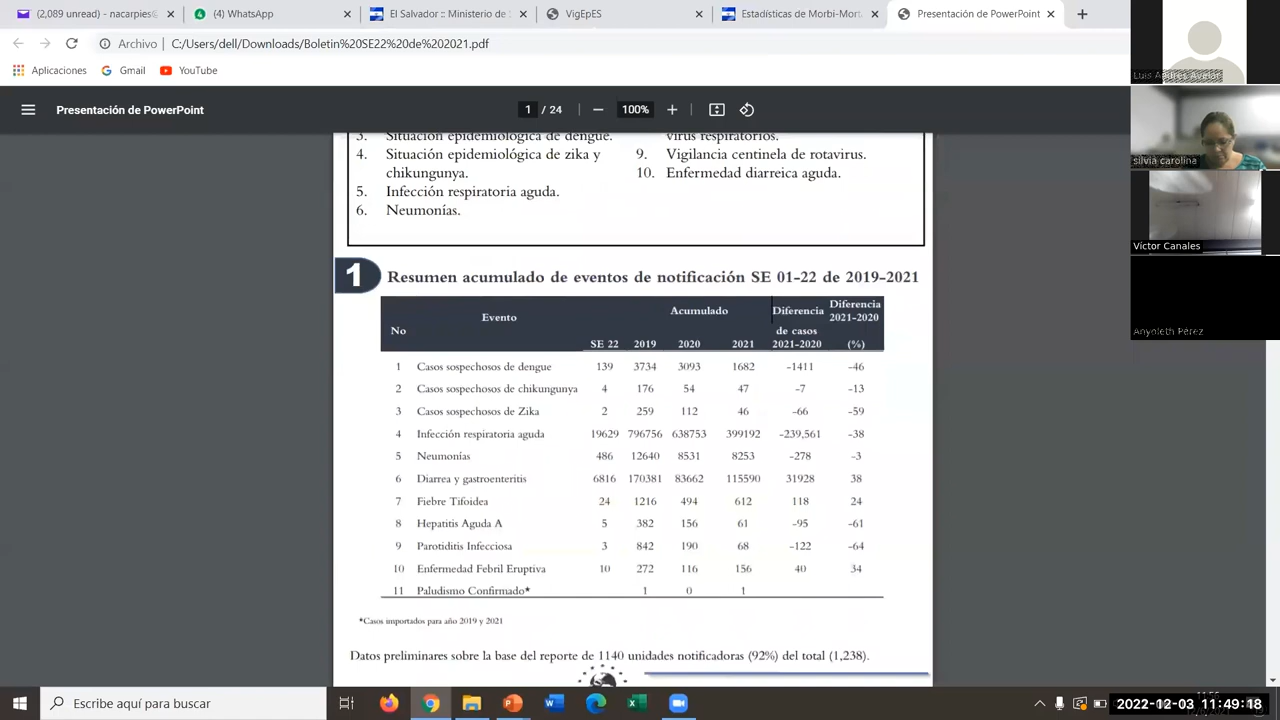 (2,089 unread) - nacarpies@
(4) WhatsApp
El Salvador :: Ministerio de
VigEpES
Estadísticas de Morbi-Mort
Presentación de PowerPoint
Archivo | C:/Users/dell/Downloads/Boletin%20SE22%20de%202021.pdf
Aplicaciones Gmail YouTube
Presentación de PowerPoint 1 / 24 100%
3. Situación epidemiológica de dengue.
4. Situación epidemiológica de zika y chikungunya.
5. Infección respiratoria aguda.
6. Neumonías.
virus respiratorios.
9. Vigilancia centinela de rotavirus.
10. Enfermedad diarreica aguda.
1 Resumen acumulado de eventos de notificación SE 01-22 de 2019-2021
No Evento SE 22 Acumulado 2019 2020 2021 Diferencia de casos 2021-2020 Diferencia 2021-2020 (%)
1 Casos sospechosos de dengue 139 3734 3093 1682 -1411 -46
2 Casos sospechosos de chikungunya 4 176 54 47 -7 -13
3 Casos sospechosos de Zika 2 259 112 46 -66 -59
4 Infección respiratoria aguda 19629 796756 638753 399192 -239,561 -38
5 Neumonías 486 12640 8531 8253 -278 -3
6 Diarrea y gastroenteritis 6816 170381 83662 115590 31928 38
7 Fiebre Tifoidea 24 1216 494 612 118 24
8 Hepatitis Aguda A 5 382 156 61 -95 -61
9 Parotiditis Infecciosa 3 842 190 68 -122 -64
10 Enfermedad Febril Eruptiva 10 272 116 156 40 34
11 Paludismo Confirmado* 1 0 1
*Casos importados para año 2019 y 2021
Datos preliminares sobre la base del reporte de 1140 unidades notificadoras (92%) del total (1,238).
Luis Andres Avelar
silvia carolina
Víctor Canales
Anyoleth Perez
Escribe aquí para buscar
2022-12-03 11:49:18